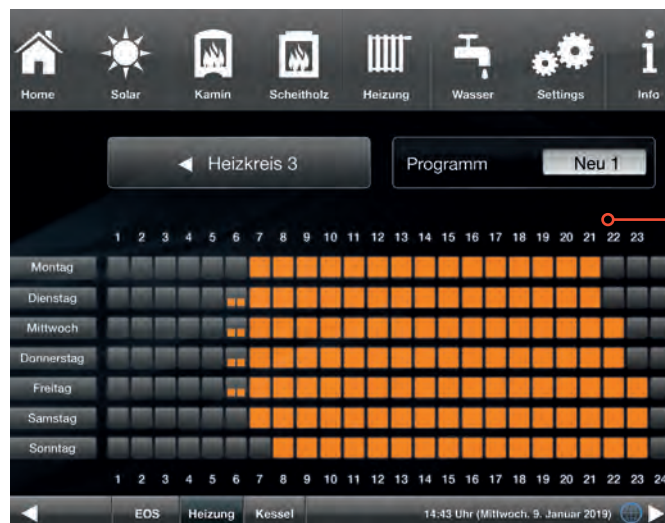 Home Solar Kamin Scheitholz Heizung Wasser Settings Info
Heizkreis 3 Programm Neu 1
1 2 3 4 5 6 7 8 9 10 11 12 13 14 15 16 17 18 19 20 21 22 23
Montag
Dienstag
Mittwoch
Donnerstag
Freitag
Samstag
Sonntag
1 2 3 4 5 6 7 8 9 10 11 12 13 14 15 16 17 18 19 20 21 22 23 24
EOS Heizung Kessel 14:43 Uhr (Mittwoch. 9. Januar 2019)